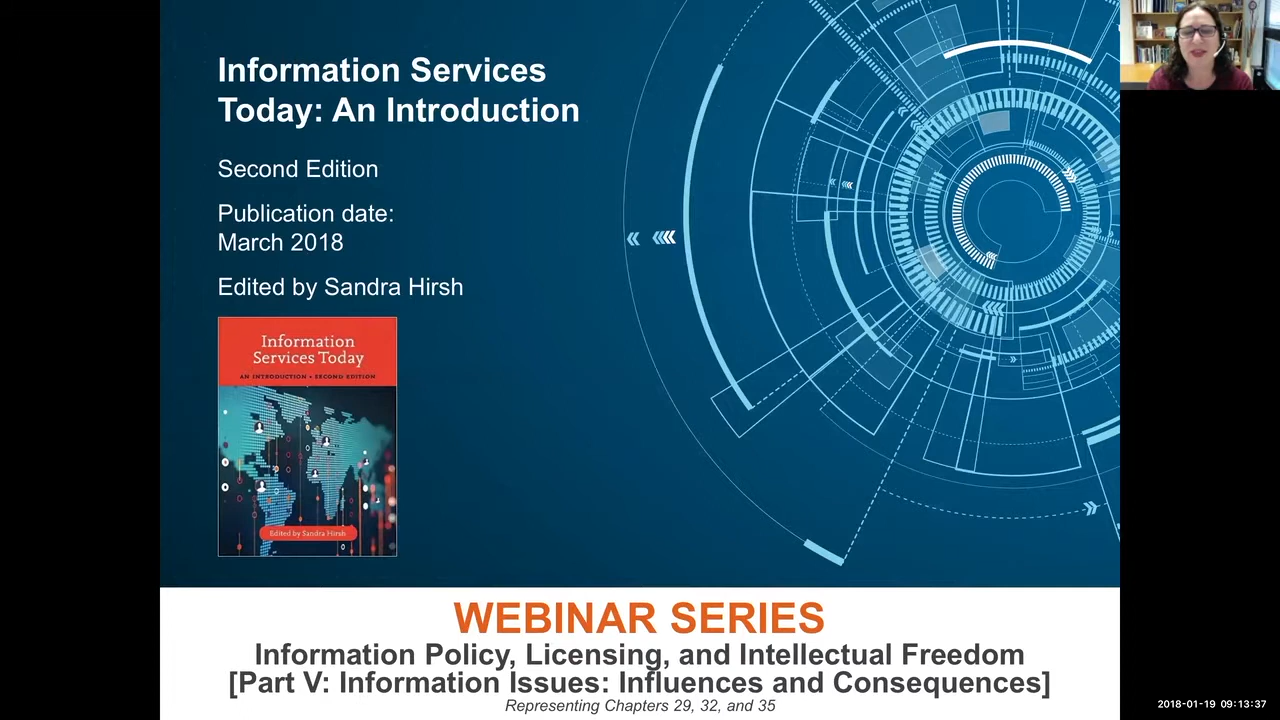 Information Services
Today: An Introduction
Second Edition
Publication date:
March 2018
Edited by Sandra Hirsh
Information
Services Today
AN INTRODUCTION • SECOND EDITION
Edited by Sandra Hirsh
WEBINAR SERIES
Information Policy, Licensing, and Intellectual Freedom
[Part V: Information Issues: Influences and Consequences]
Representing Chapters 29, 32, and 35
2018-01-19 09:13:37